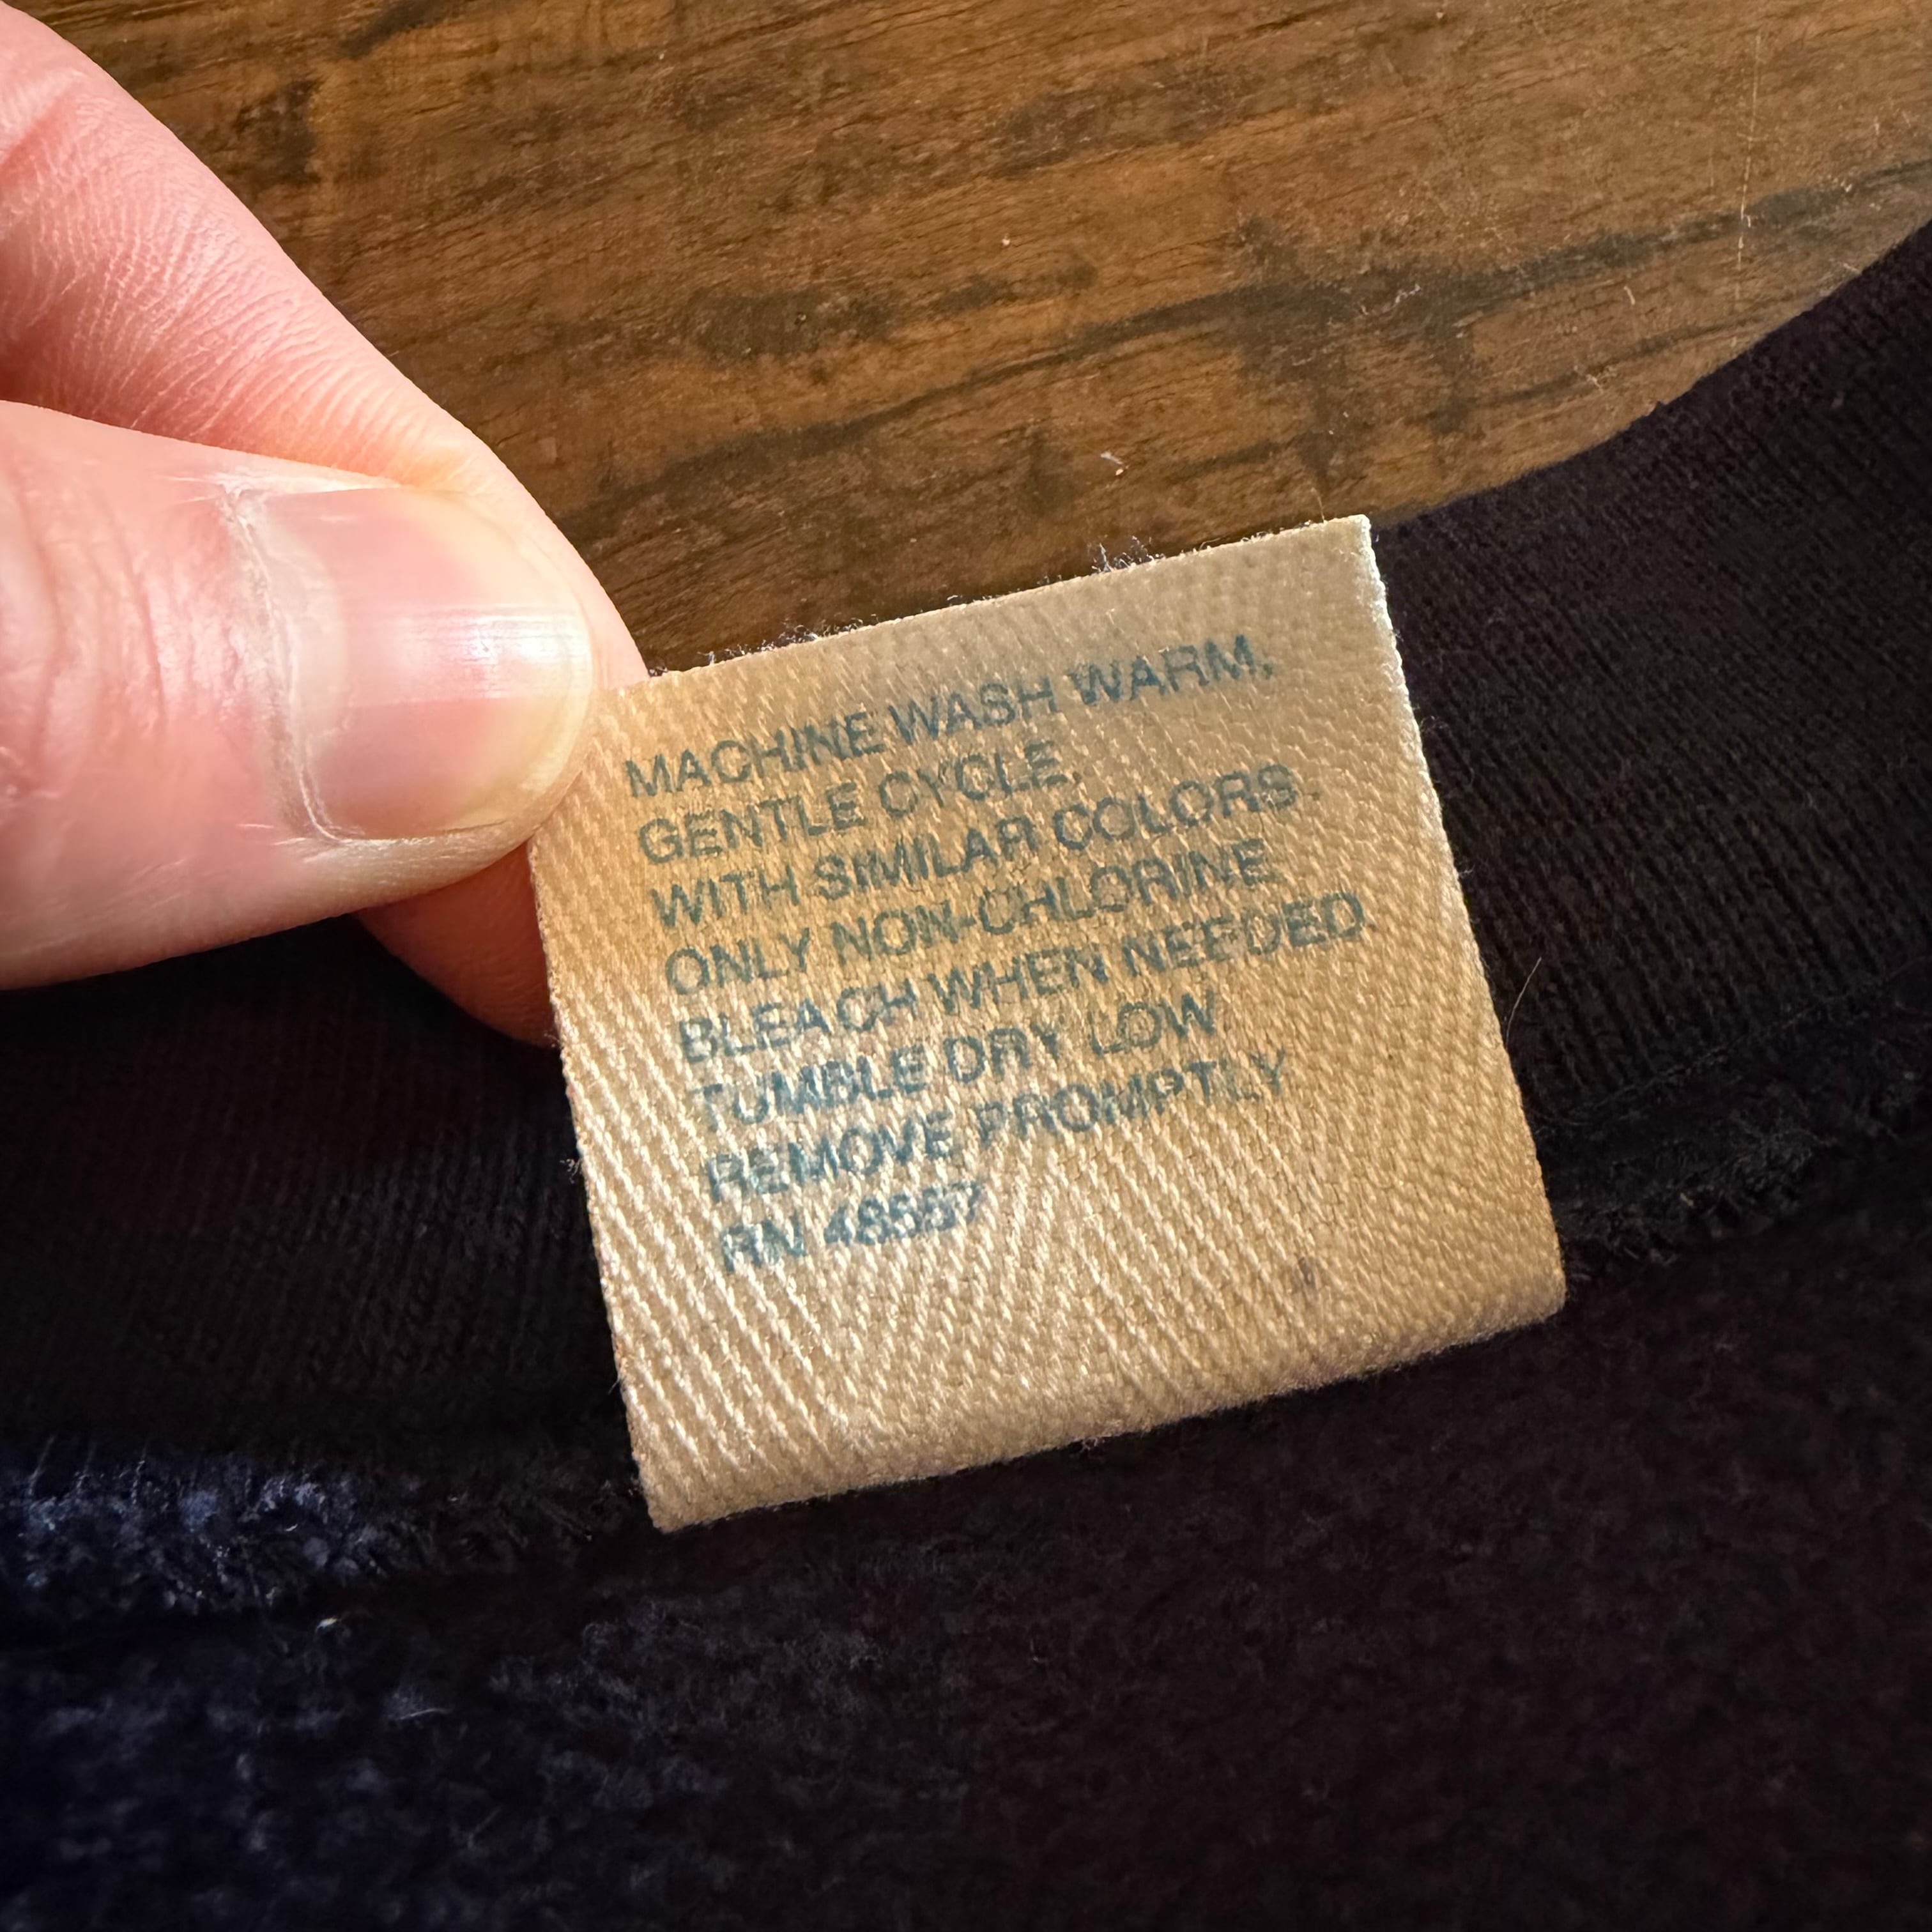 MACHINE WASH WARM,
GENTLE CYCLE,
WITH SIMILAR COLORS.
ONLY NON-CHLORINE
BLEACH WHEN NEEDED
TUMBLE DRY LOW
REMOVE PROMPTLY
RN